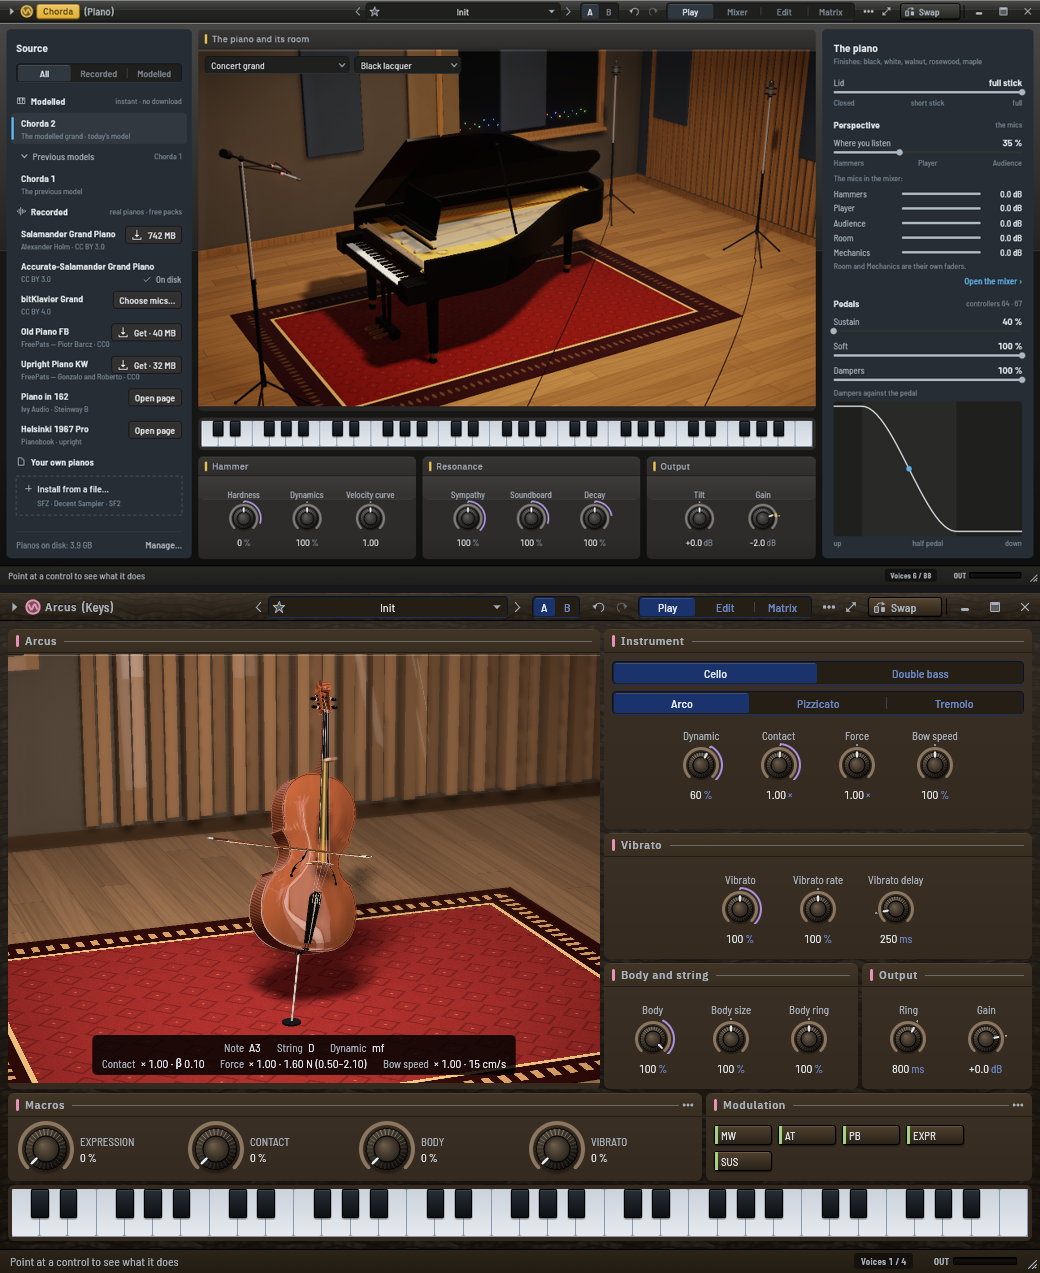 Chorda (Piano)
Init
A B
Play Mixer Edit Matrix
Swap
Source
All Recorded Modelled
Modelled instant · no download
Chorda 2
The modelled grand · today's model
Previous models Chorda 1
Chorda 1
The previous model
Recorded real pianos · free packs
Salamander Grand Piano 742 MB
Alexander Holm · CC BY 3.0
Accurate-Salamander Grand Piano
CC BY 3.0 On disk
bitKlavier Grand Choose mics...
CC BY 4.0
Old Piano FB Get · 40 MB
FreePats — Piotr Barcz · CC0
Upright Piano KW Get · 32 MB
FreePats — Gonzalo and Roberto · CC0
Piano in 162 Open page
Ivy Audio · Steinway B
Helsinki 1967 Pro Open page
Pianobook · upright
Your own pianos
+ Install from a file...
SFZ · Decent Sampler · SF2
Pianos on disk: 3.9 GB Manage...
The piano and its room
Concert grand Black lacquer
Hammer
Hardness Dynamics Velocity curve
0 % 100 % 1.00
Resonance
Sympathy Soundboard Decay
100 % 100 % 100 %
Output
Tilt Gain
+0.0 dB -2.0 dB
The piano
Finishes: black, white, walnut, rosewood, maple
Lid full stick
Closed short stick full
Perspective the mics
Where you listen 35 %
Hammers Player Audience
The mics in the mixer:
Hammers 0.0 dB
Player 0.0 dB
Audience 0.0 dB
Room 0.0 dB
Mechanics 0.0 dB
Room and Mechanics are their own faders.
Open the mixer ›
Pedals controllers 64 - 67
Sustain 40 %
Soft 100 %
Dampers 100 %
Dampers against the pedal
up half pedal down
Point at a control to see what it does
Voices 6 / 88 OUT
Arcus (Keys)
Init
A B
Play Edit Matrix
Swap
Arcus
Note A3 String D Dynamic mf
Contact × 1.00 · β 0.10 Force × 1.00 · 1.60 N (0.50–2.10) Bow speed × 1.00 · 15 cm/s
Instrument
Cello Double bass
Arco Pizzicato Tremolo
Dynamic Contact Force Bow speed
60 % 1.00 × 1.00 × 100 %
Vibrato
Vibrato Vibrato rate Vibrato delay
100 % 100 % 250 ms
Body and string
Body Body size Body ring
100 % 100 % 100 %
Output
Ring Gain
800 ms +0.0 dB
Macros
EXPRESSION 0 %
CONTACT 0 %
BODY 0 %
VIBRATO 0 %
Modulation
MW AT PB EXPR
SUS
Point at a control to see what it does
Voices 1 / 4 OUT